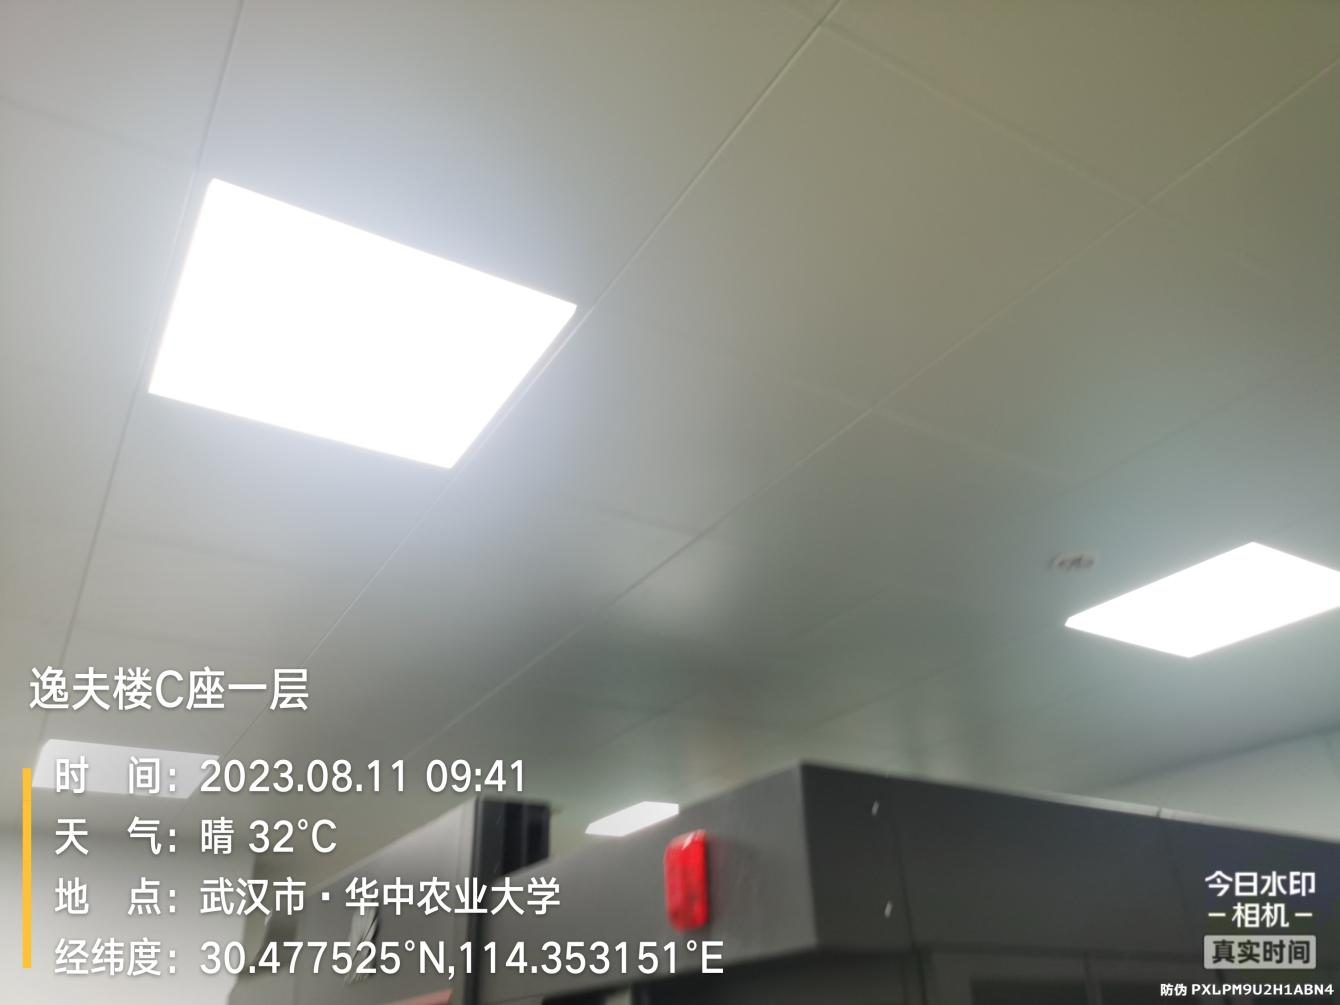 逸夫楼C座一层
时 间：2023.08.11 09:41
天 气：晴 32°C
地 点：武汉市·华中农业大学
经纬度：30.477525°N,114.353151°E
今日水印
-相机-
真实时间
防伪 PXLPM9U2H1ABN4